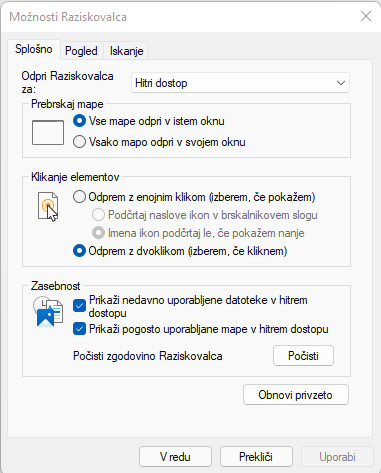 Možnosti Raziskovalca
Splošno Pogled Iskanje
Odpri Raziskovalca
za:
Hitri dostop
Prebrskaj mape
Vse mape odpri v istem oknu
Vsako mapo odpri v svojem oknu
Klikanje elementov
Odprem z enojnim klikom (izberem, če pokažem)
Podčrtaj naslove ikon v brskalnikovem slogu
Imena ikon podčrtaj le, če pokažem nanje
Odprem z dvoklikom (izberem, če kliknem)
Zasebnost
Prikaži nedavno uporabljene datoteke v hitrem
dostopu
Prikaži pogosto uporabljane mape v hitrem dostopu
Počisti zgodovino Raziskovalca Počisti
Obnovi privzeto
V redu Prekliči Uporabi